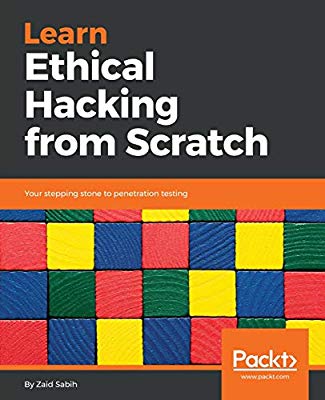 Learn
Ethical
Hacking
from Scratch
Your stepping stone to penetration testing
Packt>
www.packt.com
By Zaid Sabih